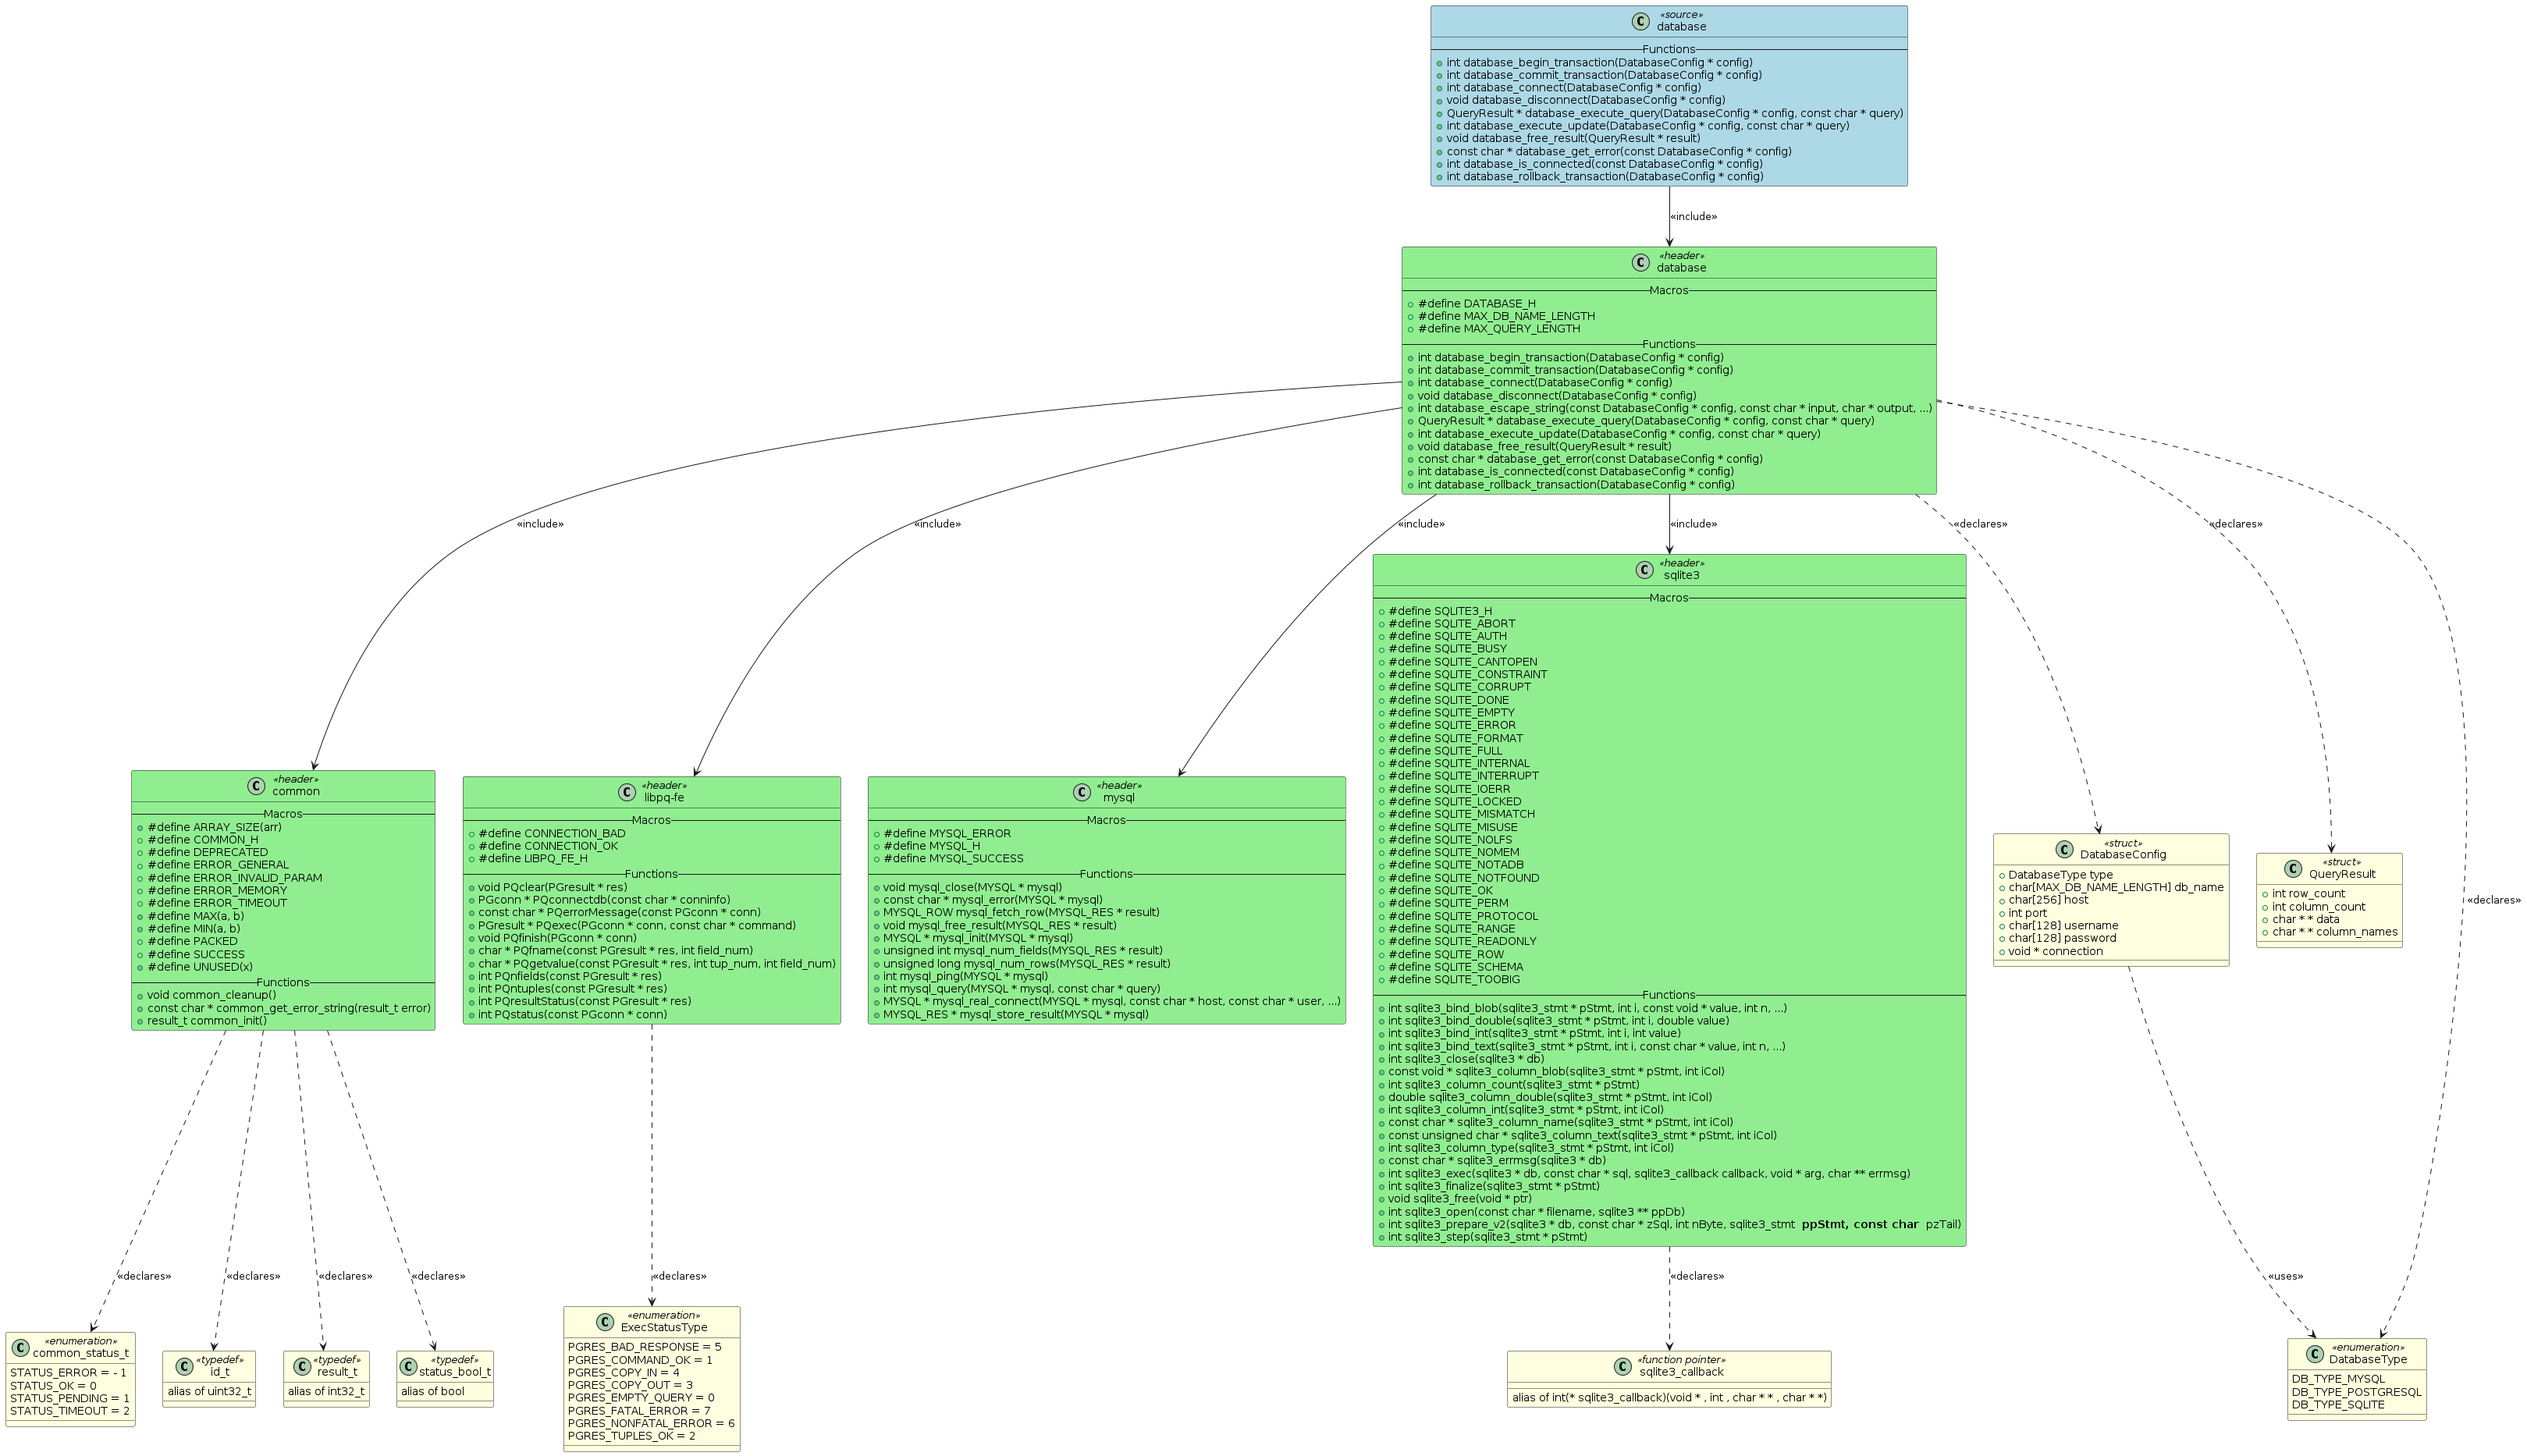 «source»
database
Functions
int database_begin_transaction(DatabaseConfig * config)
int database_commit_transaction(DatabaseConfig * config)
int database_connect(DatabaseConfig * config)
void database_disconnect(DatabaseConfig * config)
QueryResult * database_execute_query(DatabaseConfig * config, const char * query)
int database_execute_update(DatabaseConfig * config, const char * query)
void database_free_result(QueryResult * result)
const char * database_get_error(const DatabaseConfig * config)
int database_is_connected(const DatabaseConfig * config)
int database_rollback_transaction(DatabaseConfig * config)
«include»
«header»
database
Macros
#define DATABASE_H
#define MAX_DB_NAME_LENGTH
#define MAX_QUERY_LENGTH
Functions
int database_begin_transaction(DatabaseConfig * config)
int database_commit_transaction(DatabaseConfig * config)
int database_connect(DatabaseConfig * config)
void database_disconnect(DatabaseConfig * config)
int database_escape_string(const DatabaseConfig * config, const char * input, char * output, ...)
QueryResult * database_execute_query(DatabaseConfig * config, const char * query)
int database_execute_update(DatabaseConfig * config, const char * query)
void database_free_result(QueryResult * result)
const char * database_get_error(const DatabaseConfig * config)
int database_is_connected(const DatabaseConfig * config)
int database_rollback_transaction(DatabaseConfig * config)
«include»
«include»
«include»
«include»
«declares»
«declares»
«declares»
«header»
common
Macros
#define ARRAY_SIZE(arr)
#define COMMON_H
#define DEPRECATED
#define ERROR_GENERAL
#define ERROR_INVALID_PARAM
#define ERROR_MEMORY
#define ERROR_TIMEOUT
#define MAX(a, b)
#define MIN(a, b)
#define PACKED
#define SUCCESS
#define UNUSED(x)
Functions
void common_cleanup()
const char * common_get_error_string(result_t error)
result_t common_init()
«header»
libpq-fe
Macros
#define CONNECTION_BAD
#define CONNECTION_OK
#define LIBPQ_FE_H
Functions
void PQclear(PGresult * res)
PGconn * PQconnectdb(const char * conninfo)
const char * PQerrorMessage(const PGconn * conn)
PGresult * PQexec(PGconn * conn, const char * command)
void PQfinish(PGconn * conn)
char * PQfname(const PGresult * res, int field_num)
char * PQgetvalue(const PGresult * res, int tup_num, int field_num)
int PQnfields(const PGresult * res)
int PQntuples(const PGresult * res)
int PQresultStatus(const PGresult * res)
int PQstatus(const PGconn * conn)
«header»
mysql
Macros
#define MYSQL_ERROR
#define MYSQL_H
#define MYSQL_SUCCESS
Functions
void mysql_close(MYSQL * mysql)
const char * mysql_error(MYSQL * mysql)
MYSQL_ROW mysql_fetch_row(MYSQL_RES * result)
void mysql_free_result(MYSQL_RES * result)
MYSQL * mysql_init(MYSQL * mysql)
unsigned int mysql_num_fields(MYSQL_RES * result)
unsigned long mysql_num_rows(MYSQL_RES * result)
int mysql_ping(MYSQL * mysql)
int mysql_query(MYSQL * mysql, const char * query)
MYSQL * mysql_real_connect(MYSQL * mysql, const char * host, const char * user, ...)
MYSQL_RES * mysql_store_result(MYSQL * mysql)
«header»
sqlite3
Macros
#define SQLITE3_H
#define SQLITE_ABORT
#define SQLITE_AUTH
#define SQLITE_BUSY
#define SQLITE_CANTOPEN
#define SQLITE_CONSTRAINT
#define SQLITE_CORRUPT
#define SQLITE_DONE
#define SQLITE_EMPTY
#define SQLITE_ERROR
#define SQLITE_FORMAT
#define SQLITE_FULL
#define SQLITE_INTERNAL
#define SQLITE_INTERRUPT
#define SQLITE_IOERR
#define SQLITE_LOCKED
#define SQLITE_MISMATCH
#define SQLITE_MISUSE
#define SQLITE_NOLFS
#define SQLITE_NOMEM
#define SQLITE_NOTADB
#define SQLITE_NOTFOUND
#define SQLITE_OK
#define SQLITE_PERM
#define SQLITE_PROTOCOL
#define SQLITE_RANGE
#define SQLITE_READONLY
#define SQLITE_ROW
#define SQLITE_SCHEMA
#define SQLITE_TOOBIG
Functions
int sqlite3_bind_blob(sqlite3_stmt * pStmt, int i, const void * value, int n, ...)
int sqlite3_bind_double(sqlite3_stmt * pStmt, int i, double value)
int sqlite3_bind_int(sqlite3_stmt * pStmt, int i, int value)
int sqlite3_bind_text(sqlite3_stmt * pStmt, int i, const char * value, int n, ...)
int sqlite3_close(sqlite3 * db)
const void * sqlite3_column_blob(sqlite3_stmt * pStmt, int iCol)
int sqlite3_column_count(sqlite3_stmt * pStmt)
double sqlite3_column_double(sqlite3_stmt * pStmt, int iCol)
int sqlite3_column_int(sqlite3_stmt * pStmt, int iCol)
const char * sqlite3_column_name(sqlite3_stmt * pStmt, int iCol)
const unsigned char * sqlite3_column_text(sqlite3_stmt * pStmt, int iCol)
int sqlite3_column_type(sqlite3_stmt * pStmt, int iCol)
const char * sqlite3_errmsg(sqlite3 * db)
int sqlite3_exec(sqlite3 * db, const char * sql, sqlite3_callback callback, void * arg, char ** errmsg)
int sqlite3_finalize(sqlite3_stmt * pStmt)
void sqlite3_free(void * ptr)
int sqlite3_open(const char * filename, sqlite3 ** ppDb)
int sqlite3_prepare_v2(sqlite3 * db, const char * zSql, int nByte, sqlite3_stmt ppStmt, const char pzTail)
int sqlite3_step(sqlite3_stmt * pStmt)
«struct»
DatabaseConfig
DatabaseType type
char[MAX_DB_NAME_LENGTH] db_name
char[256] host
int port
char[128] username
char[128] password
void * connection
«struct»
QueryResult
int row_count
int column_count
char * * data
char * * column_names
«declares»
«declares»
«declares»
«declares»
«declares»
«declares»
«uses»
«enumeration»
common_status_t
STATUS_ERROR = - 1
STATUS_OK = 0
STATUS_PENDING = 1
STATUS_TIMEOUT = 2
«typedef»
id_t
alias of uint32_t
«typedef»
result_t
alias of int32_t
«typedef»
status_bool_t
alias of bool
«enumeration»
ExecStatusType
PGRES_BAD_RESPONSE = 5
PGRES_COMMAND_OK = 1
PGRES_COPY_IN = 4
PGRES_COPY_OUT = 3
PGRES_EMPTY_QUERY = 0
PGRES_FATAL_ERROR = 7
PGRES_NONFATAL_ERROR = 6
PGRES_TUPLES_OK = 2
«function pointer»
sqlite3_callback
alias of int(* sqlite3_callback)(void * , int , char * * , char * *)
«enumeration»
DatabaseType
DB_TYPE_MYSQL
DB_TYPE_POSTGRESQL
DB_TYPE_SQLITE